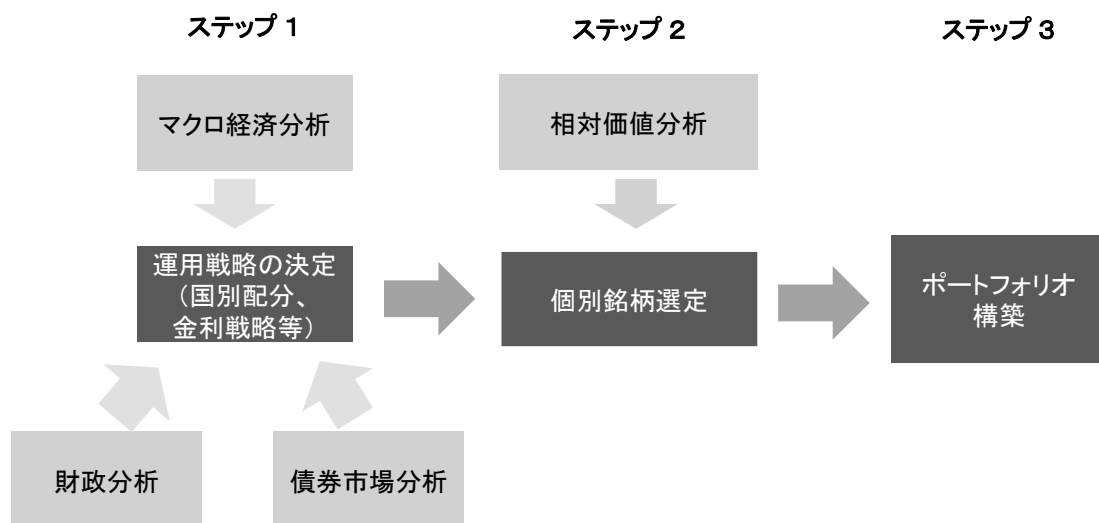 ステップ 1
ステップ 2
ステップ 3
マクロ経済分析
相対価値分析
運用戦略の決定
(国別配分、
金利戦略等)
個別銘柄選定
ポートフォリオ
構築
財政分析
債券市場分析